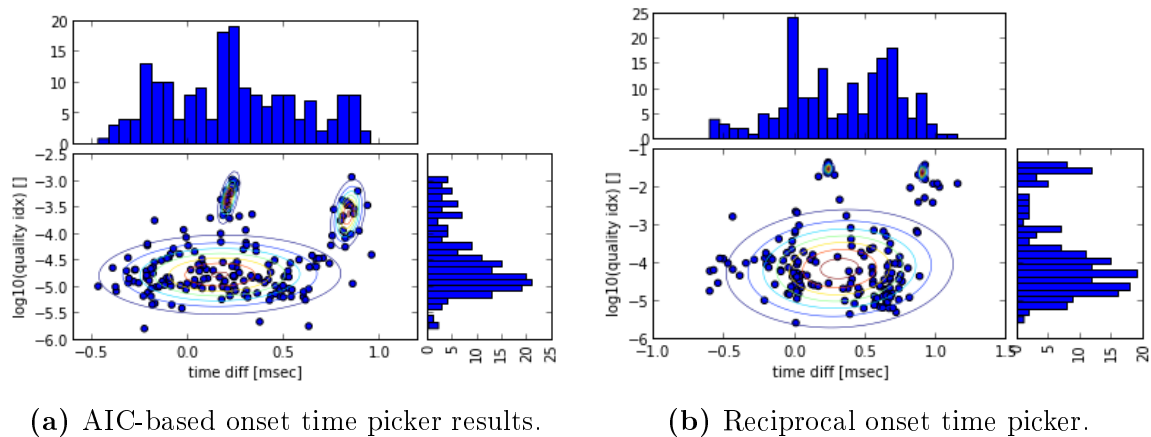 20
15
10
5
0
−2.5
−3.0
−3.5
−4.0
−4.5
−5.0
−5.5
−6.0
log10(quality idx) []
−0.5 0.0 0.5 1.0
time diff [msec]
0 5 10 15 20 25
25
20
15
10
5
0
−1
−2
−3
−4
−5
−6
log10(quality idx) []
−1.0 −0.5 0.0 0.5 1.0 1.5
time diff [msec]
0 5 10 15 20
(a) AIC-based onset time picker results.
(b) Reciprocal onset time picker.